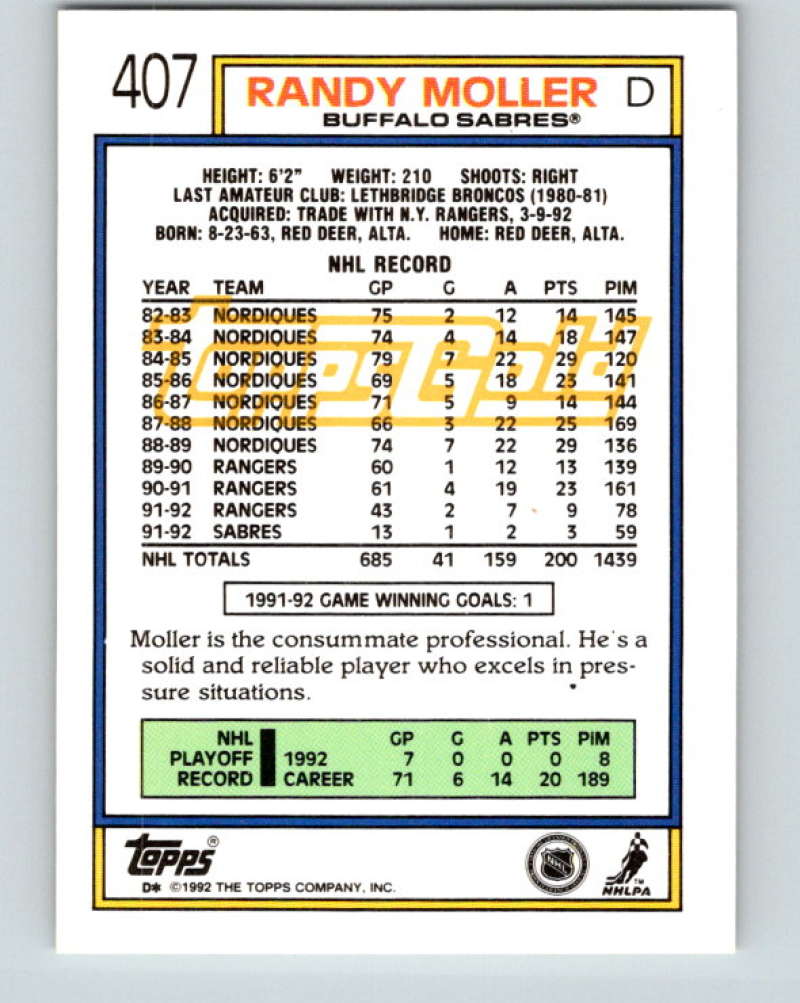 407
RANDY MOLLER D
BUFFALO SABRES®
HEIGHT: 6'2" WEIGHT: 210 SHOOTS: RIGHT
LAST AMATEUR CLUB: LETHBRIDGE BRONCOS (1980-81)
ACQUIRED: TRADE WITH N.Y. RANGERS, 3-9-92
BORN: 8-23-63, RED DEER, ALTA. HOME: RED DEER, ALTA.
NHL RECORD
YEAR TEAM GP G A PTS PIM
82-83 NORDIQUES 75 2 12 14 145
83-84 NORDIQUES 74 4 14 18 147
84-85 NORDIQUES 79 7 22 29 120
85-86 NORDIQUES 69 5 18 23 141
86-87 NORDIQUES 71 5 9 14 144
87-88 NORDIQUES 66 3 22 25 169
88-89 NORDIQUES 74 7 22 29 136
89-90 RANGERS 60 1 12 13 139
90-91 RANGERS 61 4 19 23 161
91-92 RANGERS 43 2 7 9 78
91-92 SABRES 13 1 2 3 59
NHL TOTALS 685 41 159 200 1439
ToppsGold
1991-92 GAME WINNING GOALS: 1
Moller is the consummate professional. He's a
solid and reliable player who excels in pres-
sure situations.
NHL GP G A PTS PIM
PLAYOFF 1992 7 0 0 0 8
RECORD CAREER 71 6 14 20 189
Topps®
D* ©1992 THE TOPPS COMPANY, INC.
NHL
NHLPA™